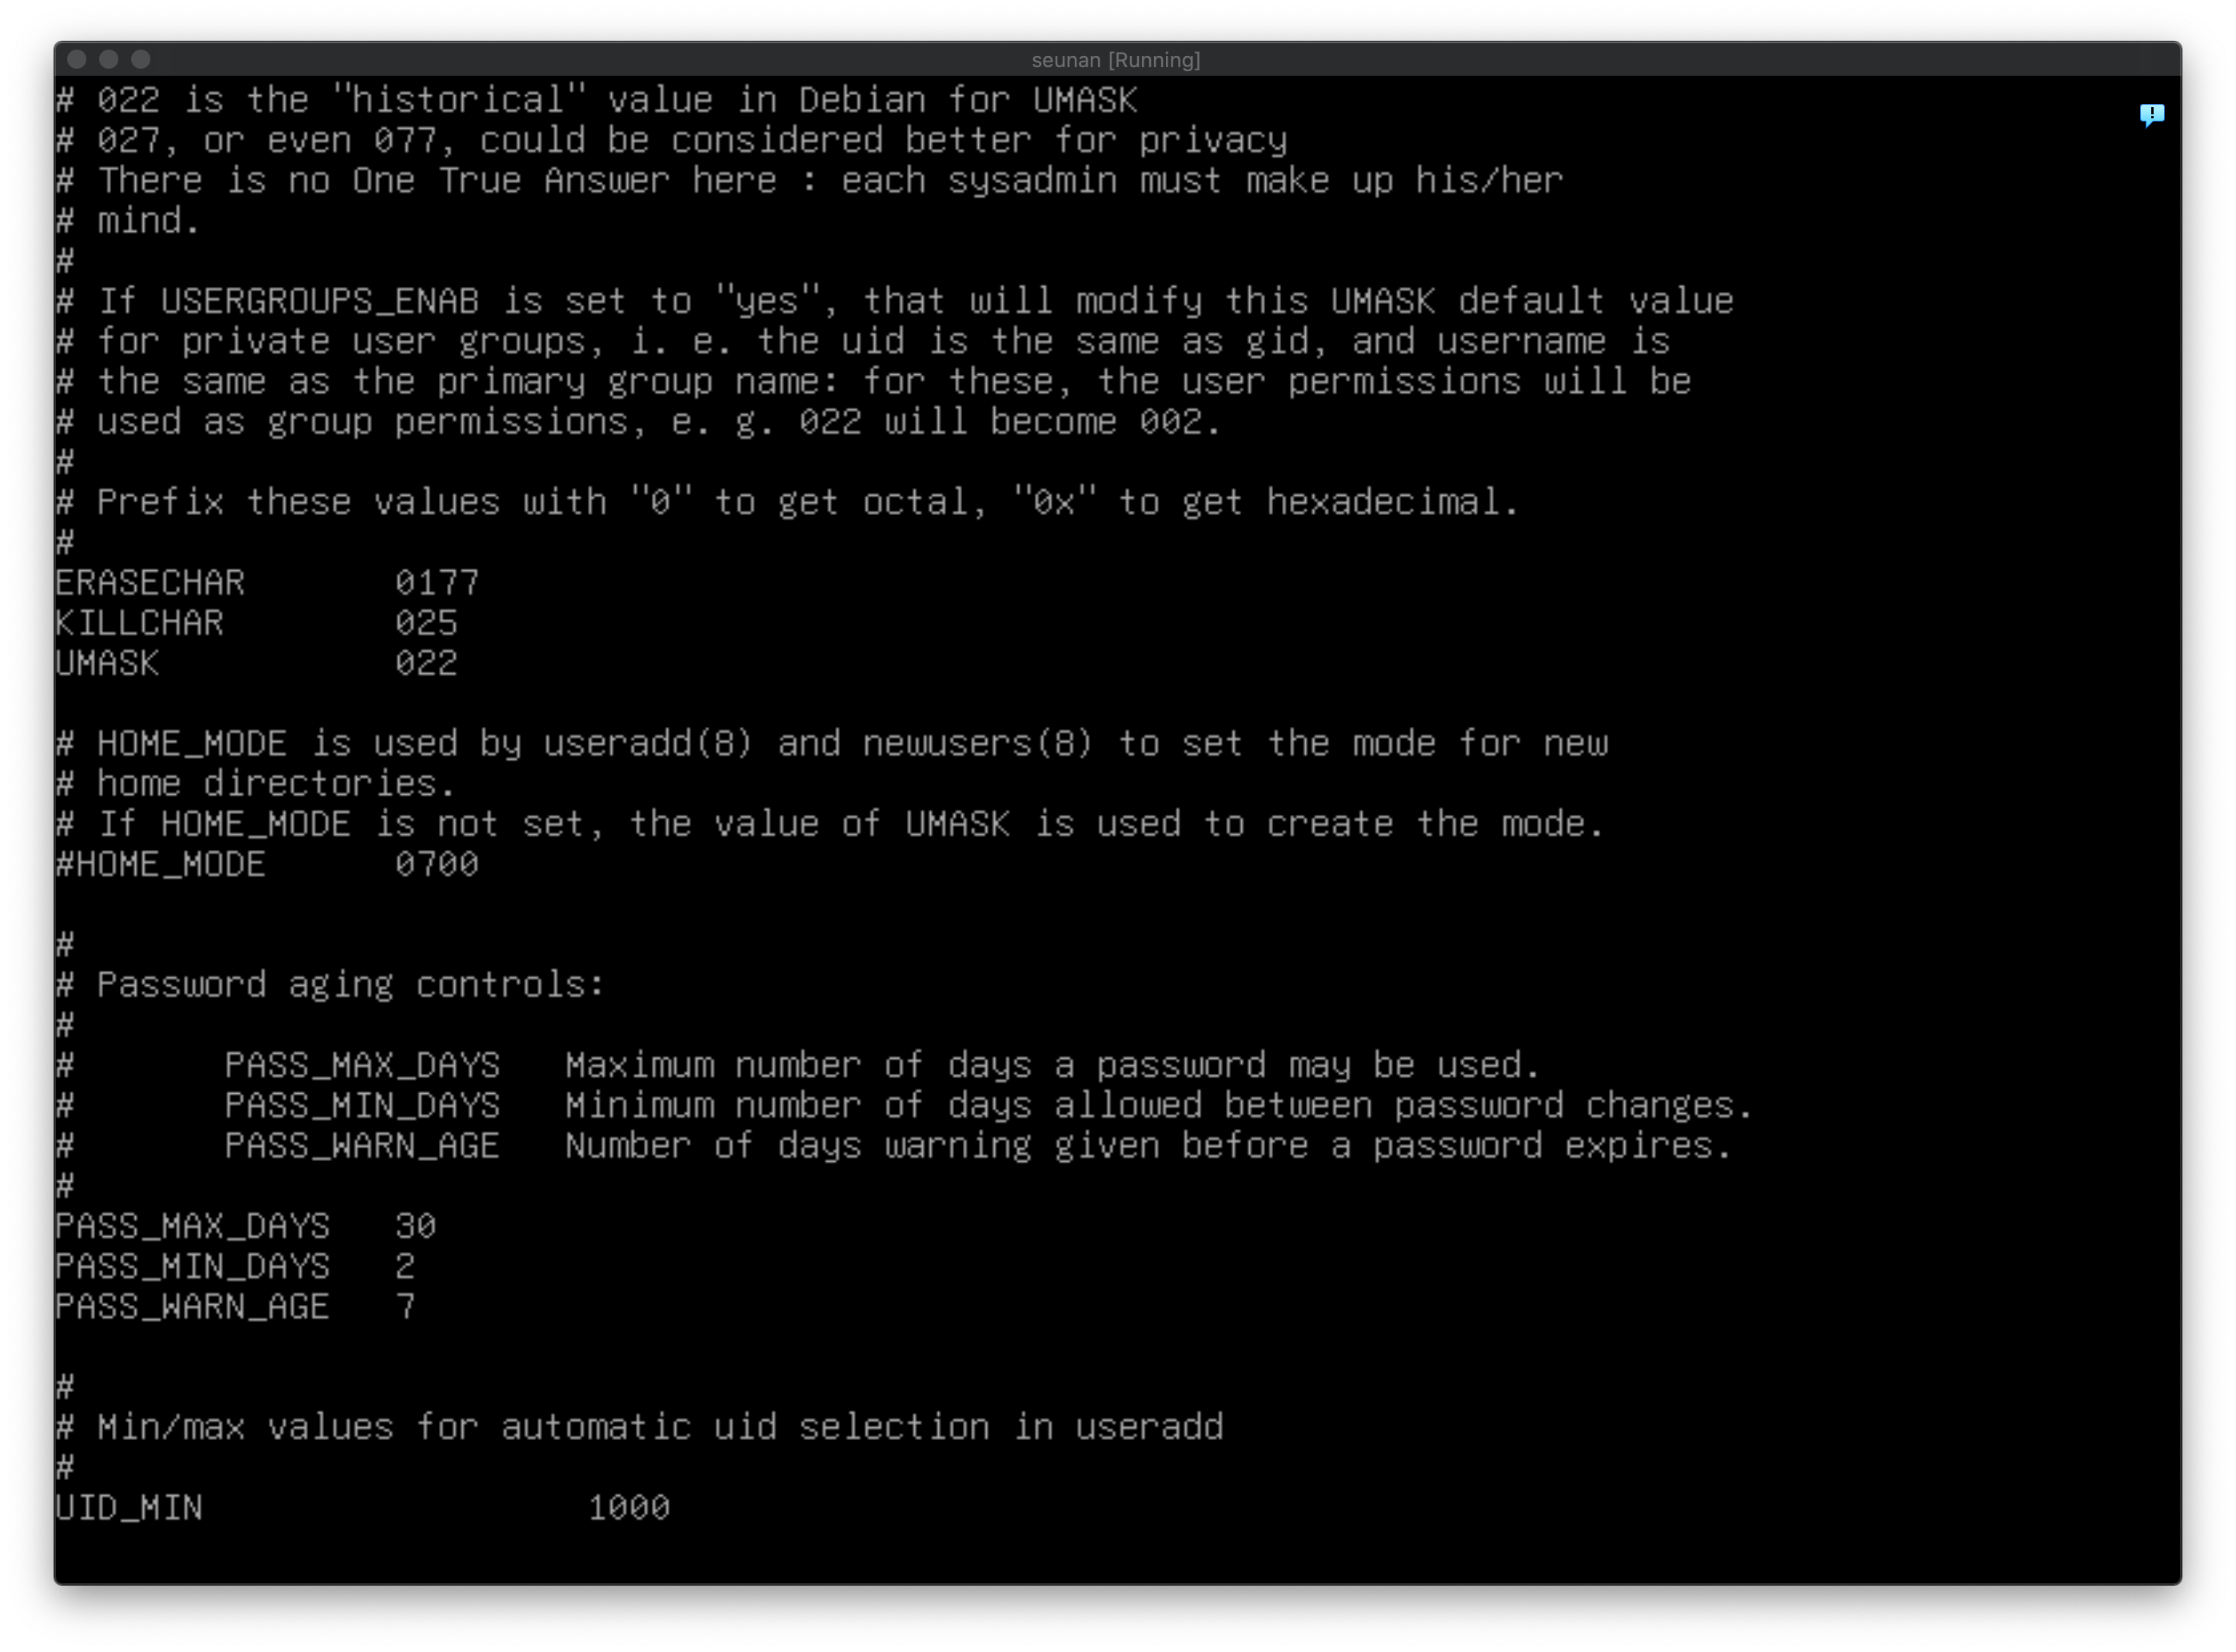 seunan [Running]
# 022 is the "historical" value in Debian for UMASK
# 027, or even 077, could be considered better for privacy
# There is no One True Answer here : each sysadmin must make up his/her
# mind.
#
# If USERGROUPS_ENAB is set to "yes", that will modify this UMASK default value
# for private user groups, i. e. the uid is the same as gid, and username is
# the same as the primary group name: for these, the user permissions will be
# used as group permissions, e. g. 022 will become 002.
#
# Prefix these values with "0" to get octal, "0x" to get hexadecimal.
#
ERASECHAR       0177
KILLCHAR        025
UMASK           022

# HOME_MODE is used by useradd(8) and newusers(8) to set the mode for new
# home directories.
# If HOME_MODE is not set, the value of UMASK is used to create the mode.
#HOME_MODE      0700

#
# Password aging controls:
#
#       PASS_MAX_DAYS   Maximum number of days a password may be used.
#       PASS_MIN_DAYS   Minimum number of days allowed between password changes.
#       PASS_WARN_AGE   Number of days warning given before a password expires.
#
PASS_MAX_DAYS   30
PASS_MIN_DAYS   2
PASS_WARN_AGE   7

#
# Min/max values for automatic uid selection in useradd
#
UID_MIN                  1000